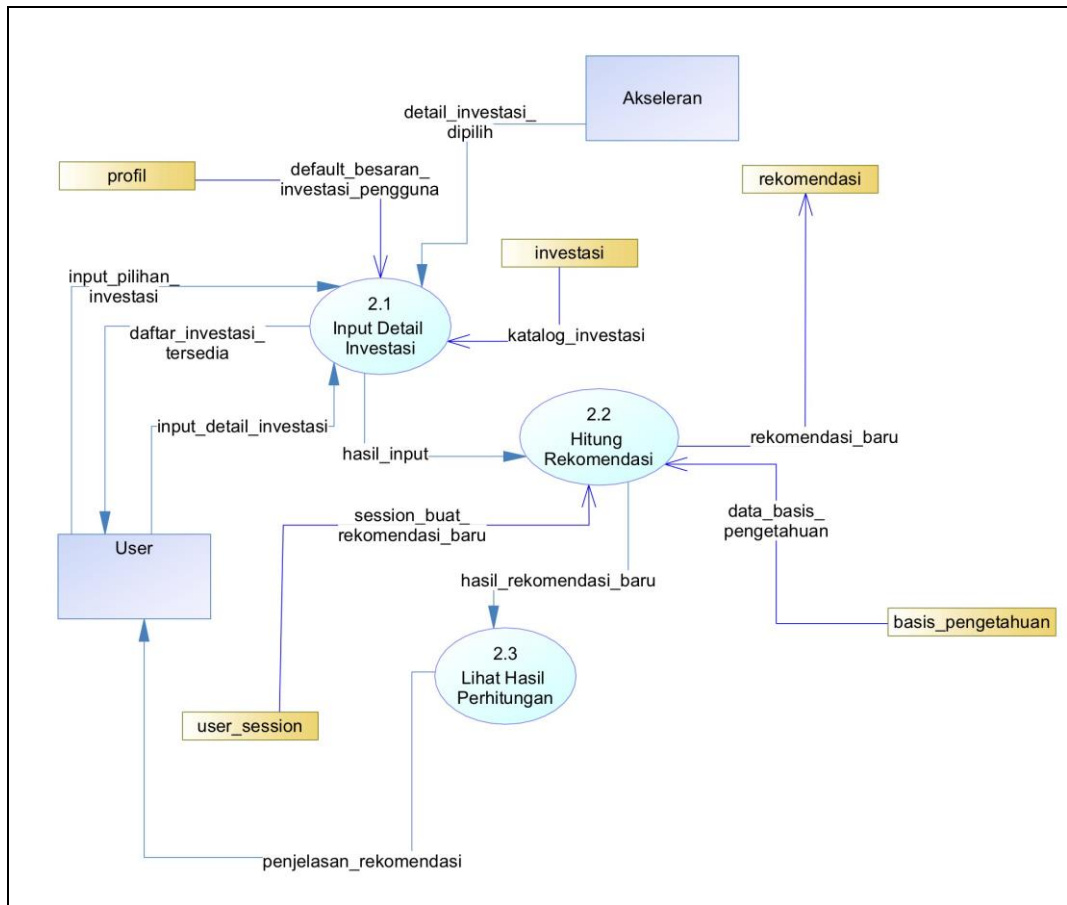 Akseleran
detail_investasi_
dipilih
profil
default_besaran_
investasi_pengguna
rekomendasi
investasi
input_pilihan_
investasi
2.1
Input Detail
Investasi
daftar_investasi_
tersedia
katalog_investasi
input_detail_investasi
hasil_input
2.2
Hitung
Rekomendasi
rekomendasi_baru
session_buat_
rekomendasi_baru
data_basis_
pengetahuan
User
hasil_rekomendasi_baru
basis_pengetahuan
2.3
Lihat Hasil
Perhitungan
user_session
penjelasan_rekomendasi